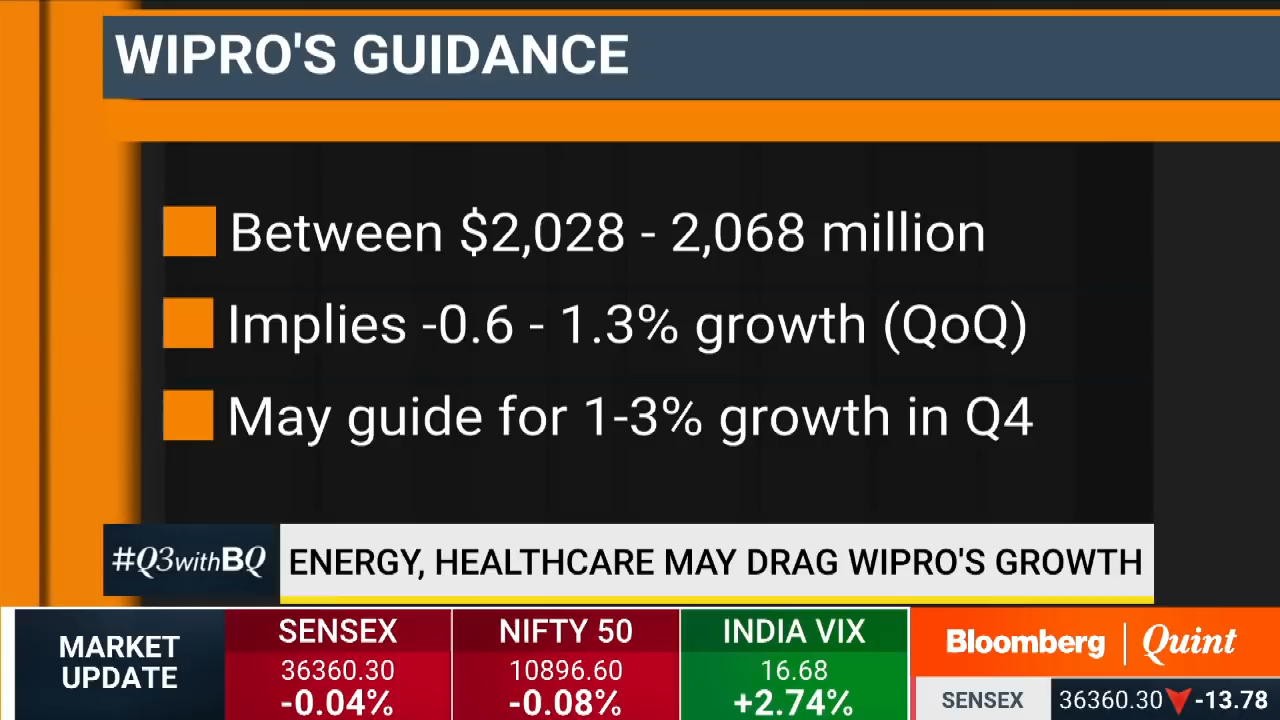 WIPRO'S GUIDANCE
Between $2,028 - 2,068 million
Implies -0.6 - 1.3% growth (QoQ)
May guide for 1-3% growth in Q4
#Q3withBQ
ENERGY, HEALTHCARE MAY DRAG WIPRO'S GROWTH
MARKET
UPDATE
SENSEX
36360.30
-0.04%
NIFTY 50
10896.60
-0.08%
INDIA VIX
16.68
+2.74%
Bloomberg | Quint
SENSEX 36360.30 -13.78